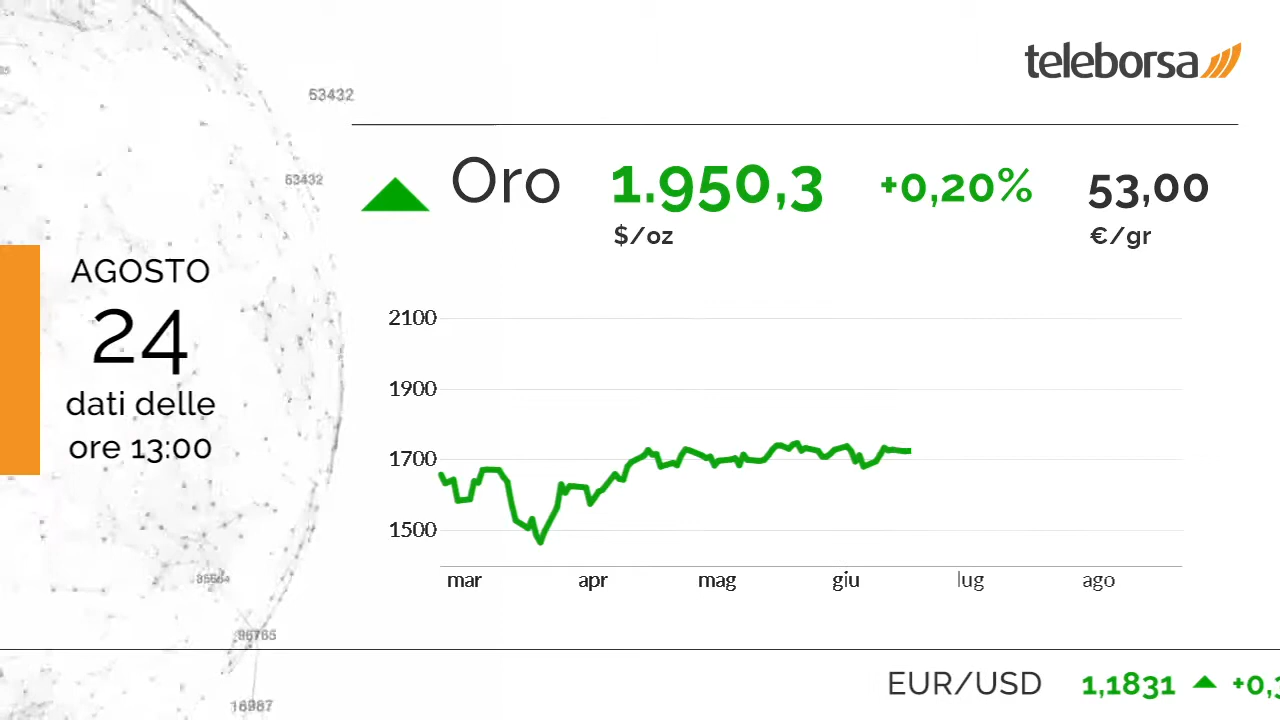 teleborsa
53432
53432
Oro 1.950,3 +0,20% 53,00
$/oz €/gr
AGOSTO
24
dati delle
ore 13:00
2100
1900
1700
1500
mar apr mag giu lug ago
96765
16987
EUR/USD 1,1831